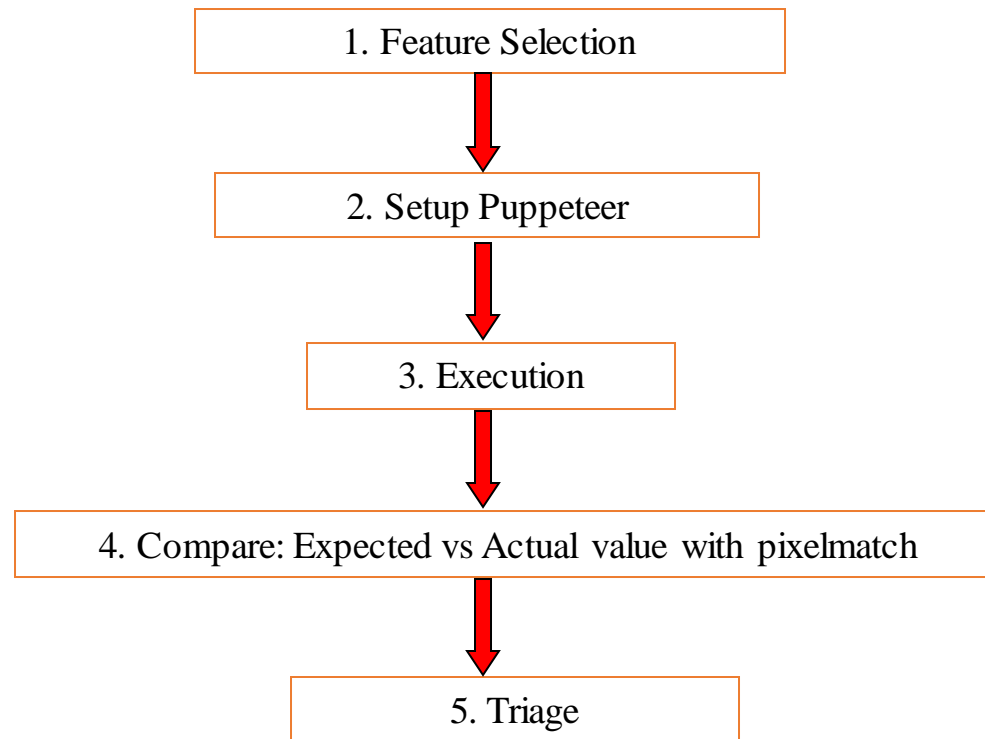 1. Feature Selection
2. Setup Puppeteer
3. Execution
4. Compare: Expected vs Actual value with pixelmatch
5. Triage